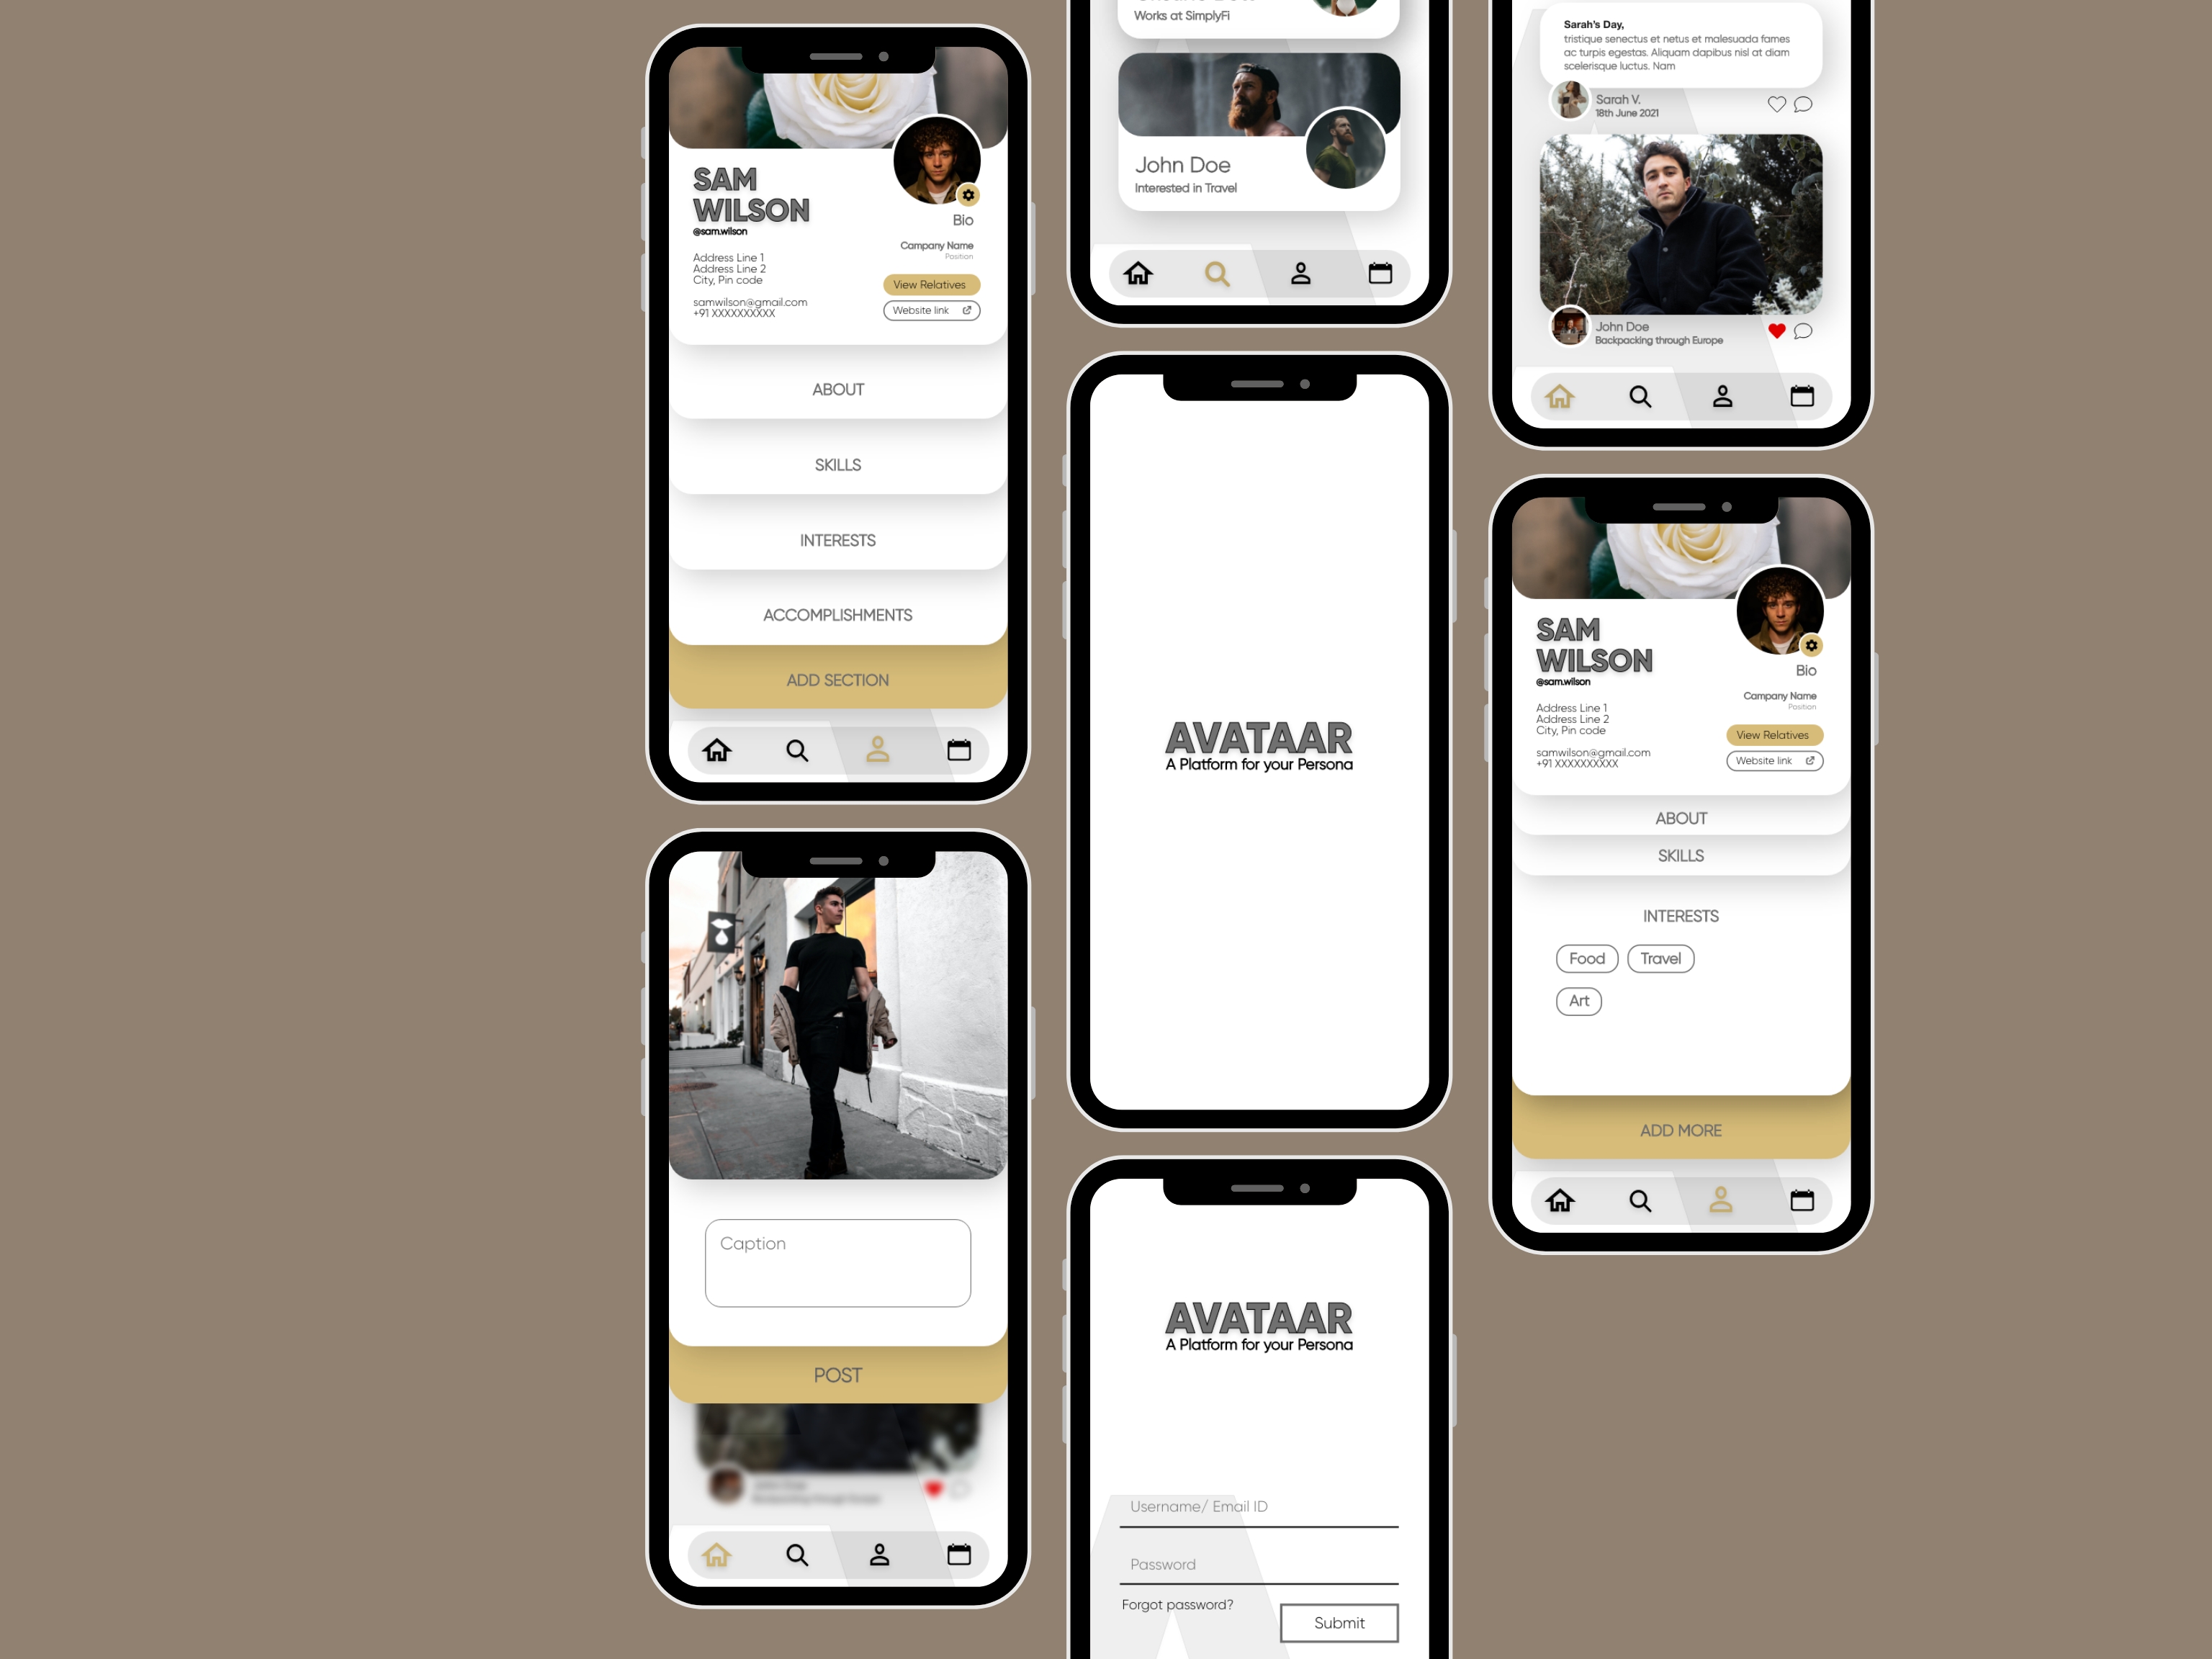 SAM
WILSON
@sam.wilson
Address Line 1
Address Line 2
City, Pin code
samwilson@gmail.com
+91 XXXXXXXXXX
Bio
Company Name
Position
View Relatives
Website link
ABOUT
SKILLS
INTERESTS
ACCOMPLISHMENTS
ADD SECTION
Caption
POST
Works at SimplyFi
John Doe
Interested in Travel
AVATAAR
A Platform for your Persona
AVATAAR
A Platform for your Persona
Username/ Email ID
Password
Forgot password?
Submit
Sarah's Day,
tristique senectus et netus et malesuada fames
ac turpis egestas. Aliquam dapibus nisl at diam
scelerisque luctus. Nam
Sarah V.
18th June 2021
John Doe
Backpacking through Europe
SAM
WILSON
@sam.wilson
Address Line 1
Address Line 2
City, Pin code
samwilson@gmail.com
+91 XXXXXXXXXX
Bio
Company Name
Position
View Relatives
Website link
ABOUT
SKILLS
INTERESTS
Food Travel
Art
ADD MORE